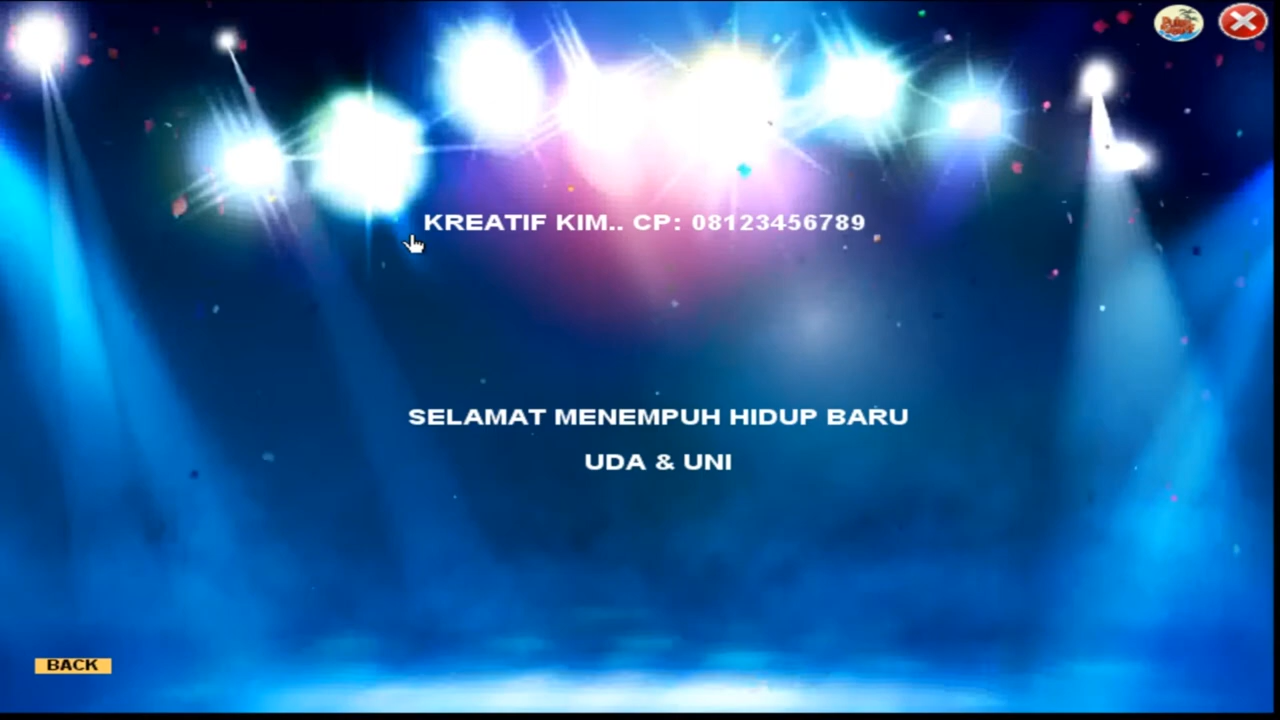 KREATIF KIM.. CP: 08123456789
SELAMAT MENEMPUH HIDUP BARU
UDA & UNI
BACK